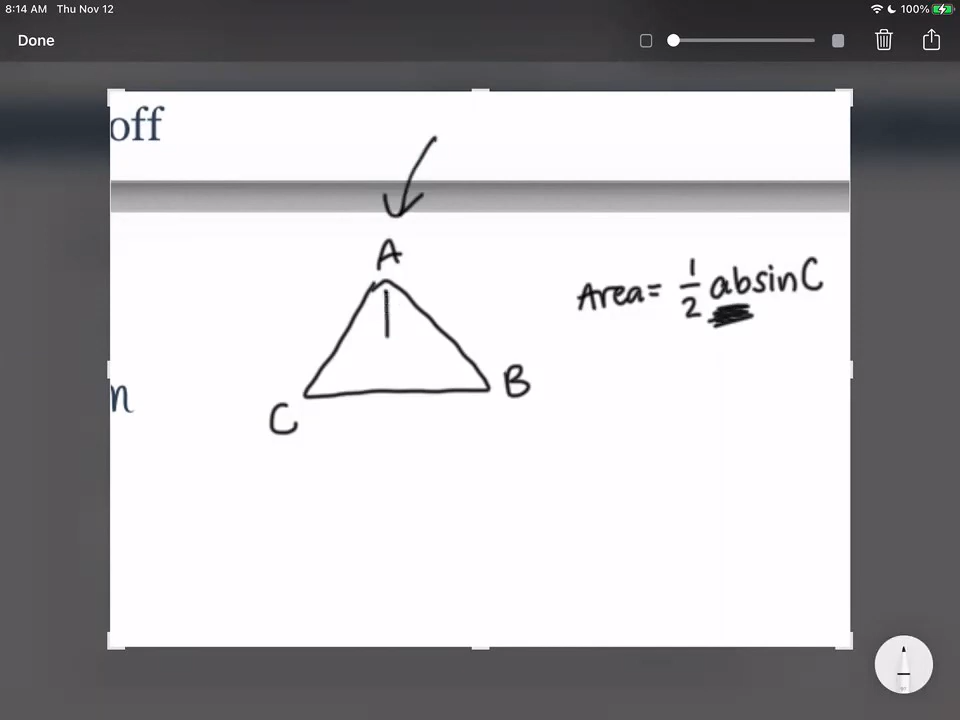 8:14 AM Thu Nov 12
100%
Done
off
A
Area = 1/2 absinC
n
B
C